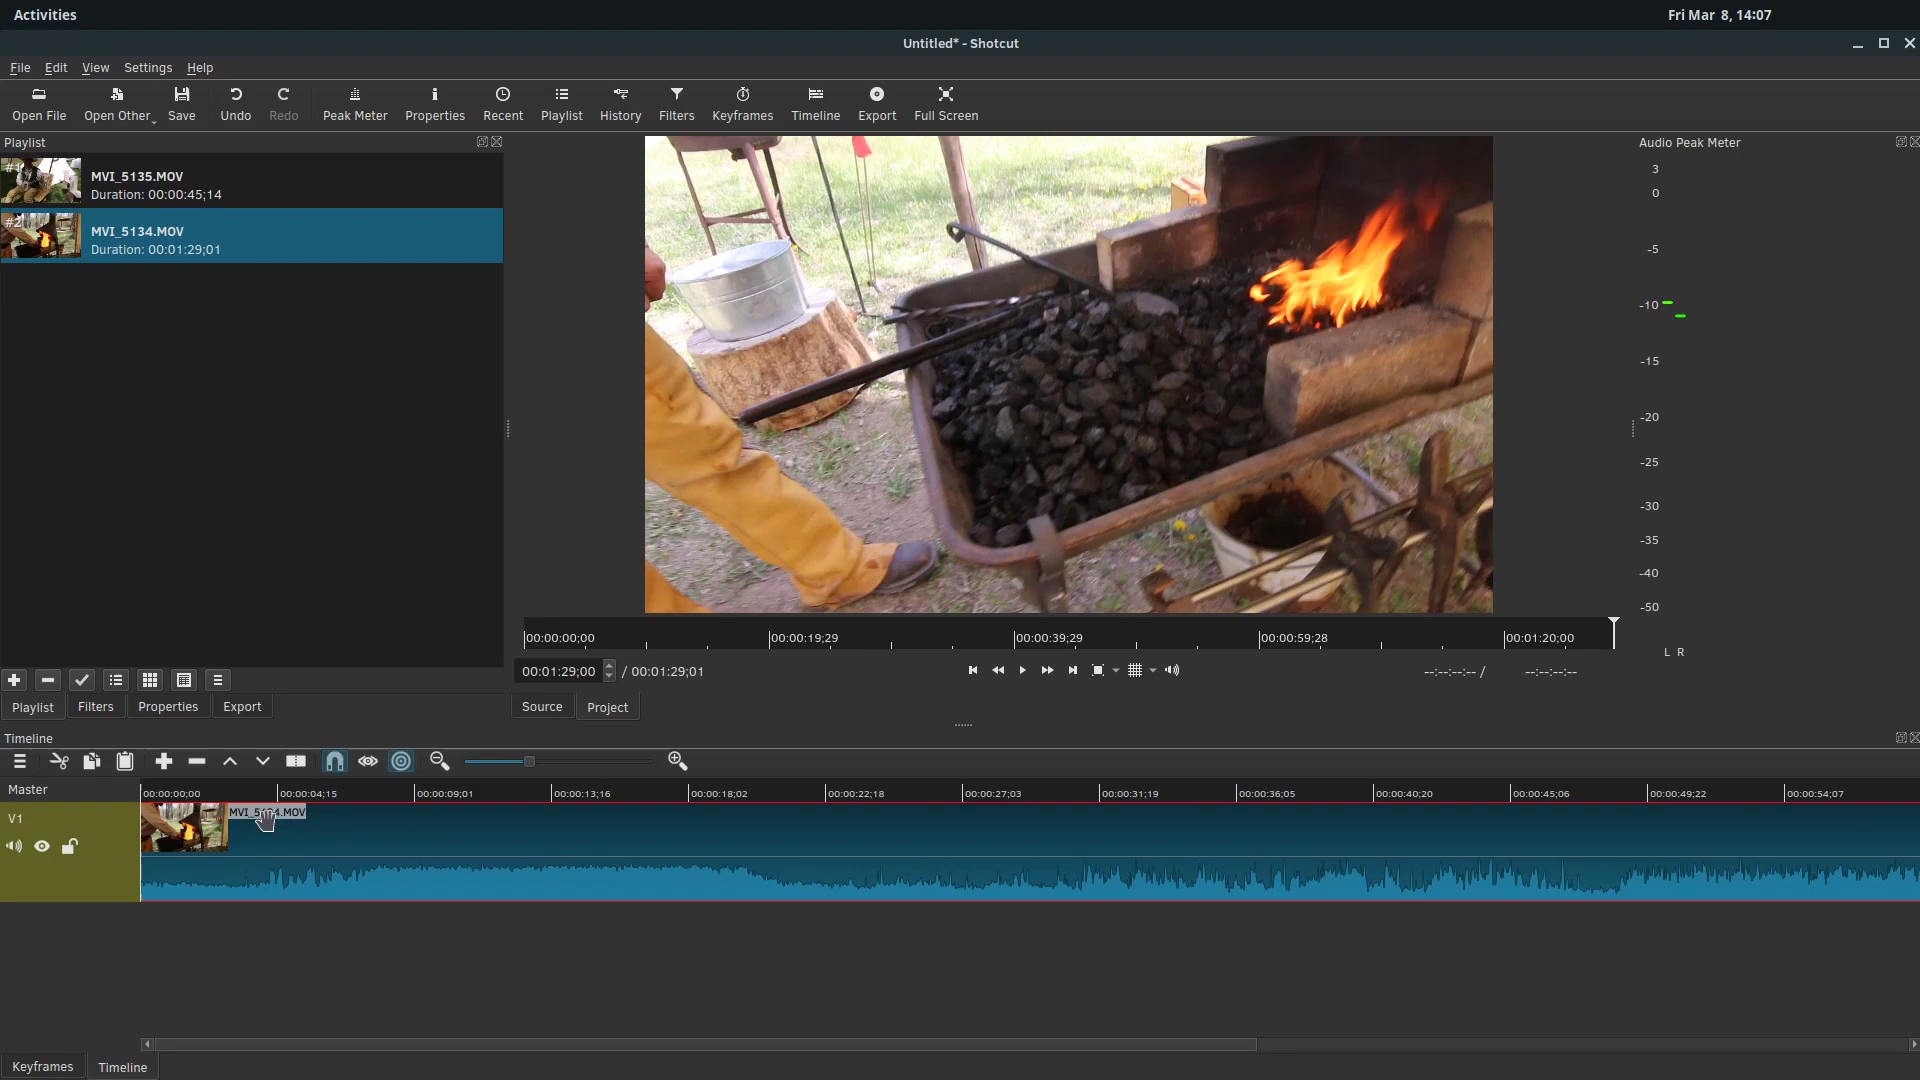 Activities
Fri Mar 8, 14:07
Untitled* - Shotcut
File Edit View Settings Help
Open File Open Other Save Undo Redo Peak Meter Properties Recent Playlist History Filters Keyframes Timeline Export Full Screen
Playlist
Audio Peak Meter
#1
MVI_5135.MOV
Duration: 00:00:45;14
#2
MVI_5134.MOV
Duration: 00:01:29;01
3
0
-5
-10
-15
-20
-25
-30
-35
-40
-50
L R
00:00:00;00 00:00:19;29 00:00:39;29 00:00:59;28 00:01:20;00
00:01:29;00 / 00:01:29;01
--:--:--:-- / --:--:--:--
Playlist Filters Properties Export
Source Project
Timeline
Master
00:00:00;00 00:00:04;15 00:00:09;01 00:00:13;16 00:00:18;02 00:00:22;18 00:00:27;03 00:00:31;19 00:00:36;05 00:00:40;20 00:00:45;06 00:00:49;22 00:00:54;07
V1
MVI_5134.MOV
Keyframes Timeline